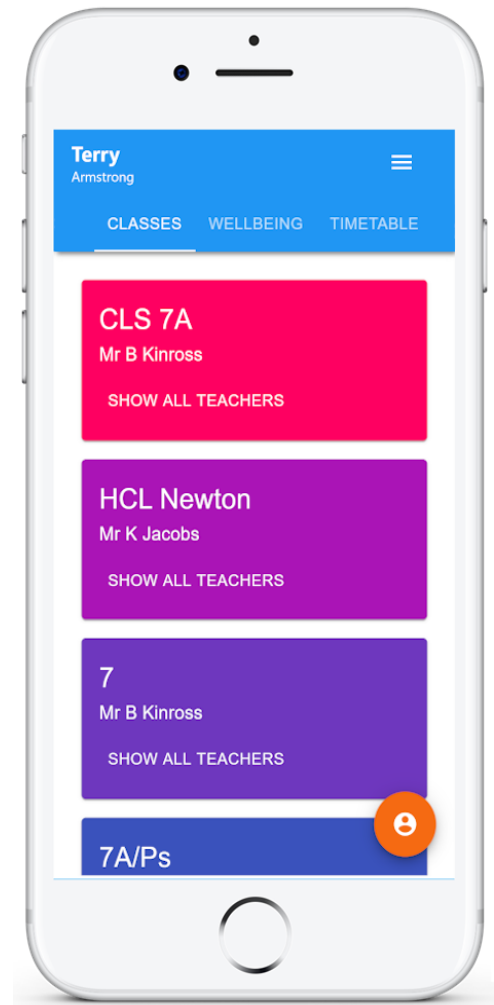 Terry
Armstrong
CLASSES WELLBEING TIMETABLE
CLS 7A
Mr B Kinross
SHOW ALL TEACHERS
HCL Newton
Mr K Jacobs
SHOW ALL TEACHERS
7
Mr B Kinross
SHOW ALL TEACHERS
7A/Ps